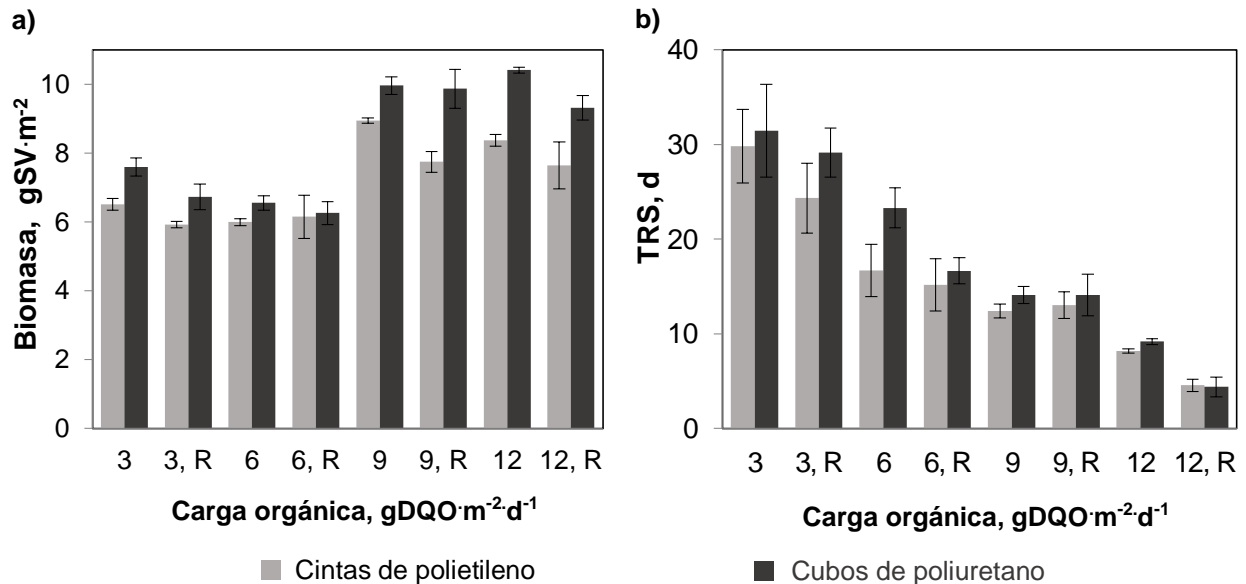 a)
Biomasa, gSV·m⁻²
10
8
6
4
2
0
3 3, R 6 6, R 9 9, R 12 12, R
Carga orgánica, gDQO·m⁻²·d⁻¹
b)
TRS, d
40
30
20
10
0
3 3, R 6 6, R 9 9, R 12 12, R
Carga orgánica, gDQO·m⁻²·d⁻¹
Cintas de polietileno
Cubos de poliuretano